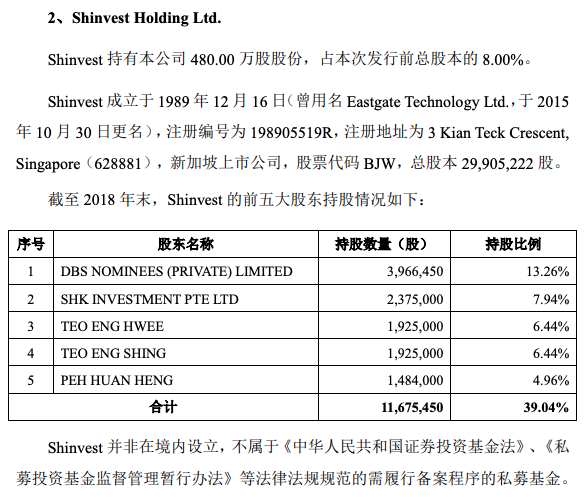 2、Shinvest Holding Ltd.
Shinvest 持有本公司 480.00 万股股份，占本次发行前总股本的 8.00%。
Shinvest 成立于 1989 年 12 月 16 日（曾用名 Eastgate Technology Ltd.，于 2015
年 10 月 30 日更名），注册编号为 198905519R，注册地址为 3 Kian Teck Crescent,
Singapore（628881），新加坡上市公司，股票代码 BJW，总股本 29,905,222 股。
截至 2018 年末，Shinvest 的前五大股东持股情况如下：
序号 股东名称 持股数量（股） 持股比例
1 DBS NOMINEES (PRIVATE) LIMITED 3,966,450 13.26%
2 SHK INVESTMENT PTE LTD 2,375,000 7.94%
3 TEO ENG HWEE 1,925,000 6.44%
4 TEO ENG SHING 1,925,000 6.44%
5 PEH HUAN HENG 1,484,000 4.96%
合计 11,675,450 39.04%
Shinvest 并非在境内设立，不属于《中华人民共和国证券投资基金法》、《私
募投资基金监督管理暂行办法》等法律法规规范的需履行备案程序的私募基金。